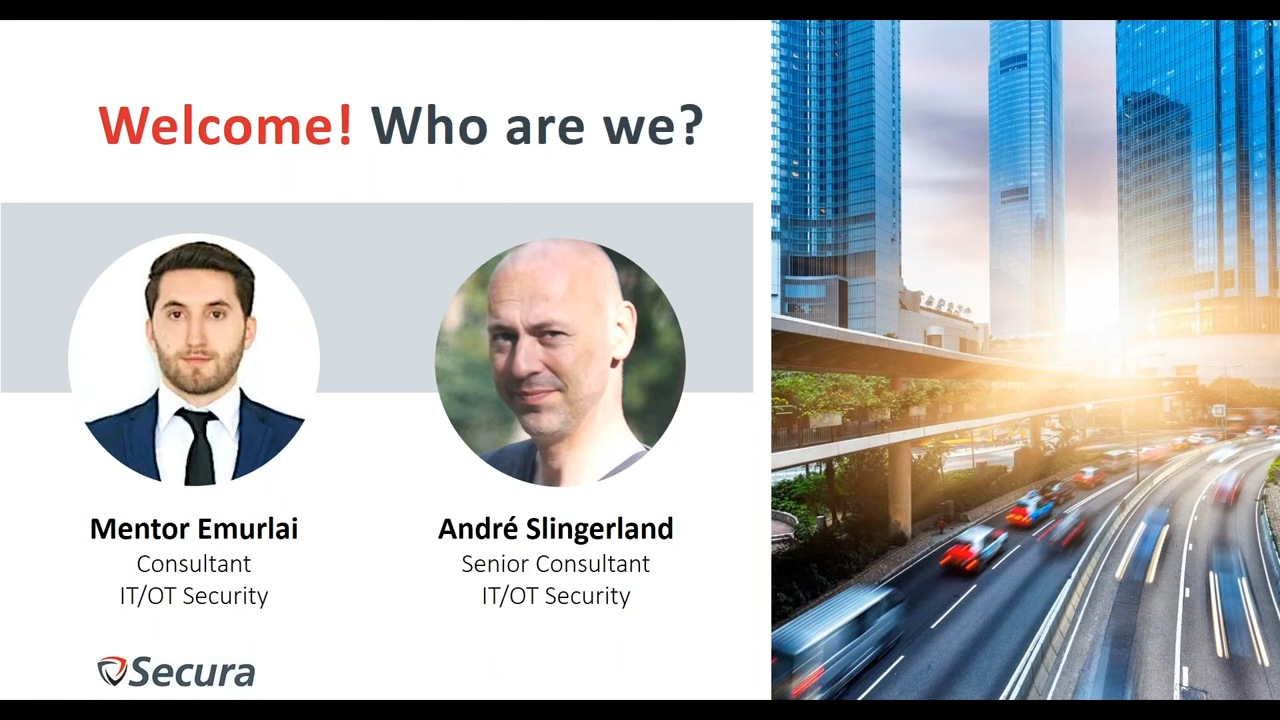 Welcome! Who are we?
Mentor Emurlai
Consultant
IT/OT Security
André Slingerland
Senior Consultant
IT/OT Security
Secura